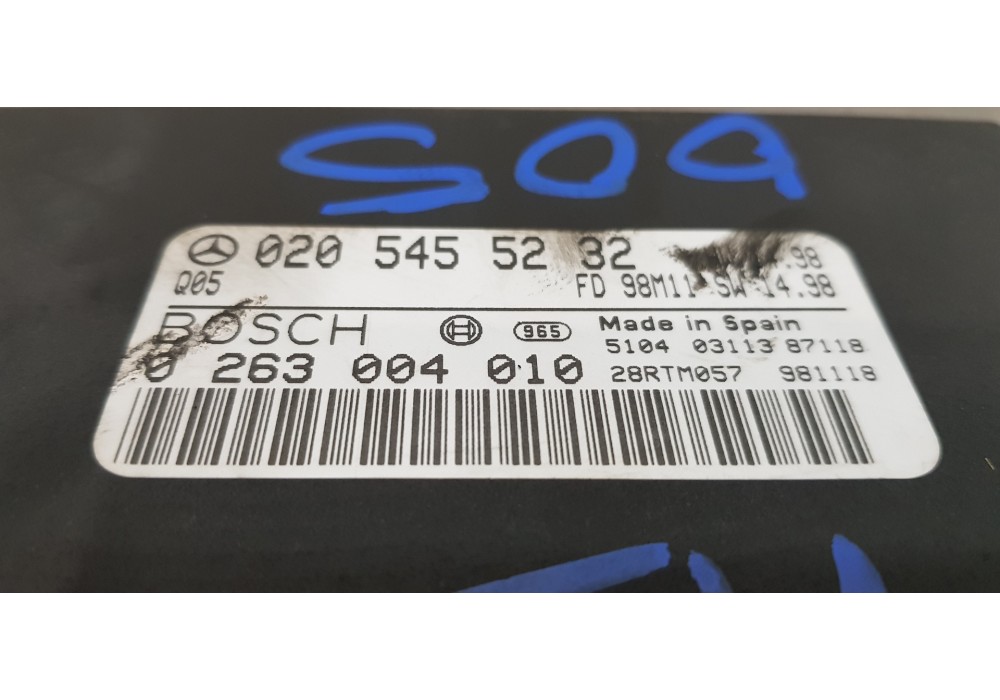 S09
020 545 52 32 .98
Q05 FD 98M11 SW 14.98
BOSCH 965 Made in Spain
5104 03113 87118
0 263 004 010 28RTM057 981118